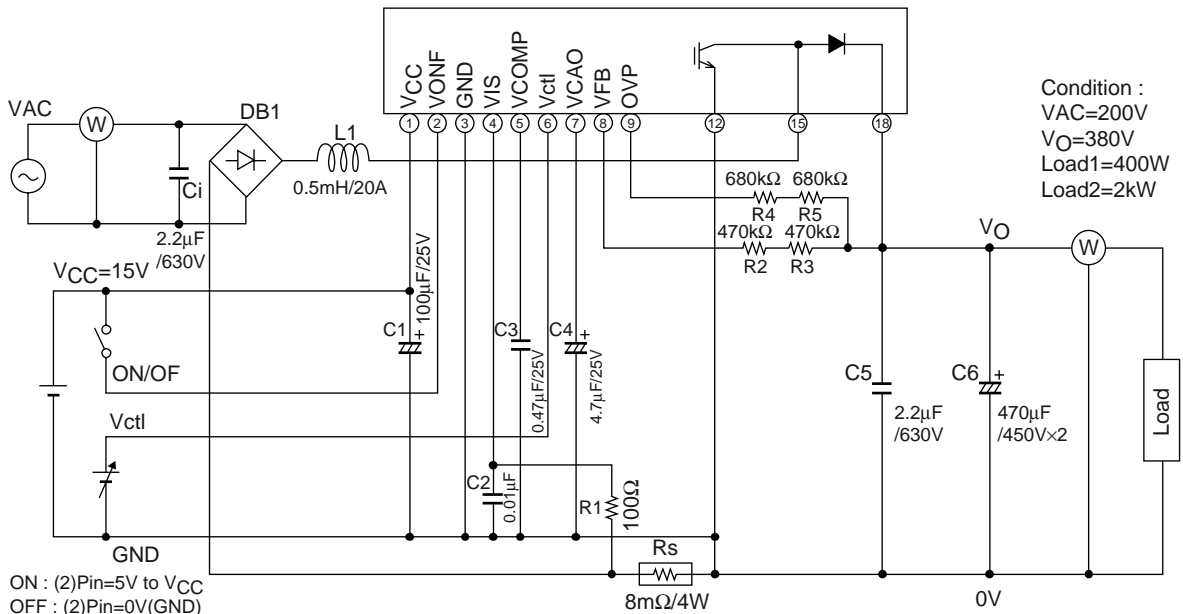 VCC
VONF
GND
VIS
VCOMP
Vctl
VCAO
VFB
OVP
1
2
3
4
5
6
7
8
9
12
15
18
Condition :
VAC=200V
VO=380V
Load1=400W
Load2=2kW
VAC
W
DB1
L1
0.5mH/20A
Ci
2.2μF
/630V
680kΩ
680kΩ
R4
R5
470kΩ
470kΩ
R2
R3
VO
W
VCC=15V
100μF/25V
C1
+
C3
0.47μF/25V
C4
+
4.7μF/25V
ON/OF
Vctl
C2
0.01μF
R1
100Ω
C5
2.2μF
/630V
C6
+
470μF
/450V×2
Load
GND
Rs
8mΩ/4W
0V
ON : (2)Pin=5V to VCC
OFF : (2)Pin=0V(GND)